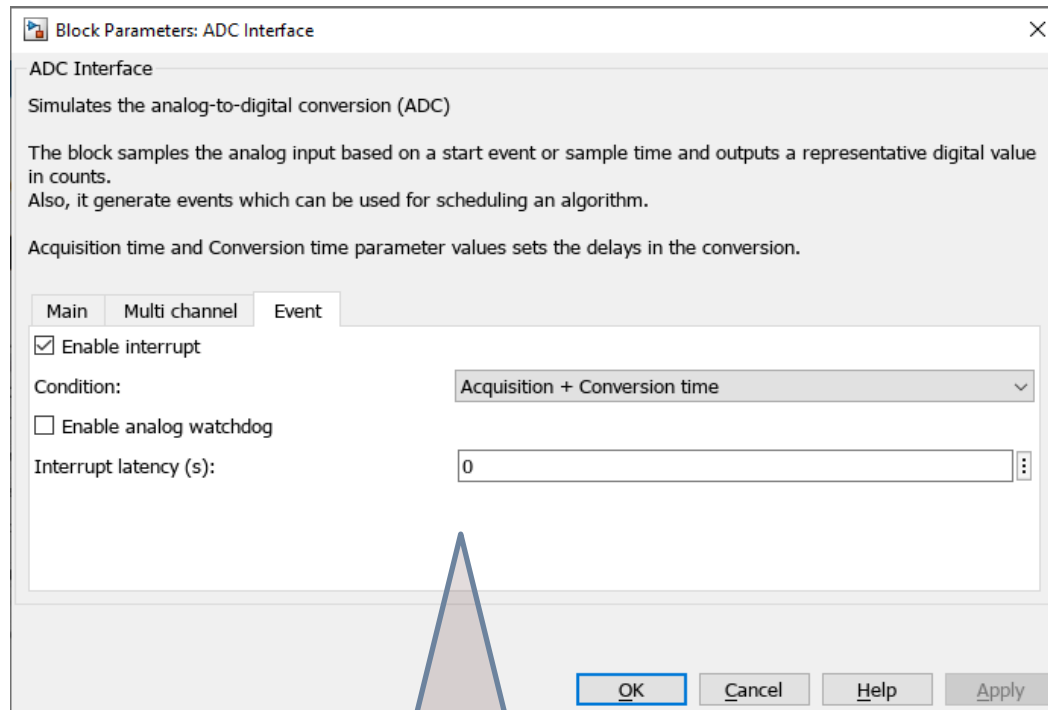 Block Parameters: ADC Interface
ADC Interface
Simulates the analog-to-digital conversion (ADC)
The block samples the analog input based on a start event or sample time and outputs a representative digital value
in counts.
Also, it generate events which can be used for scheduling an algorithm.
Acquisition time and Conversion time parameter values sets the delays in the conversion.
Main Multi channel Event
Enable interrupt
Condition: Acquisition + Conversion time
Enable analog watchdog
Interrupt latency (s): 0
OK Cancel Help Apply